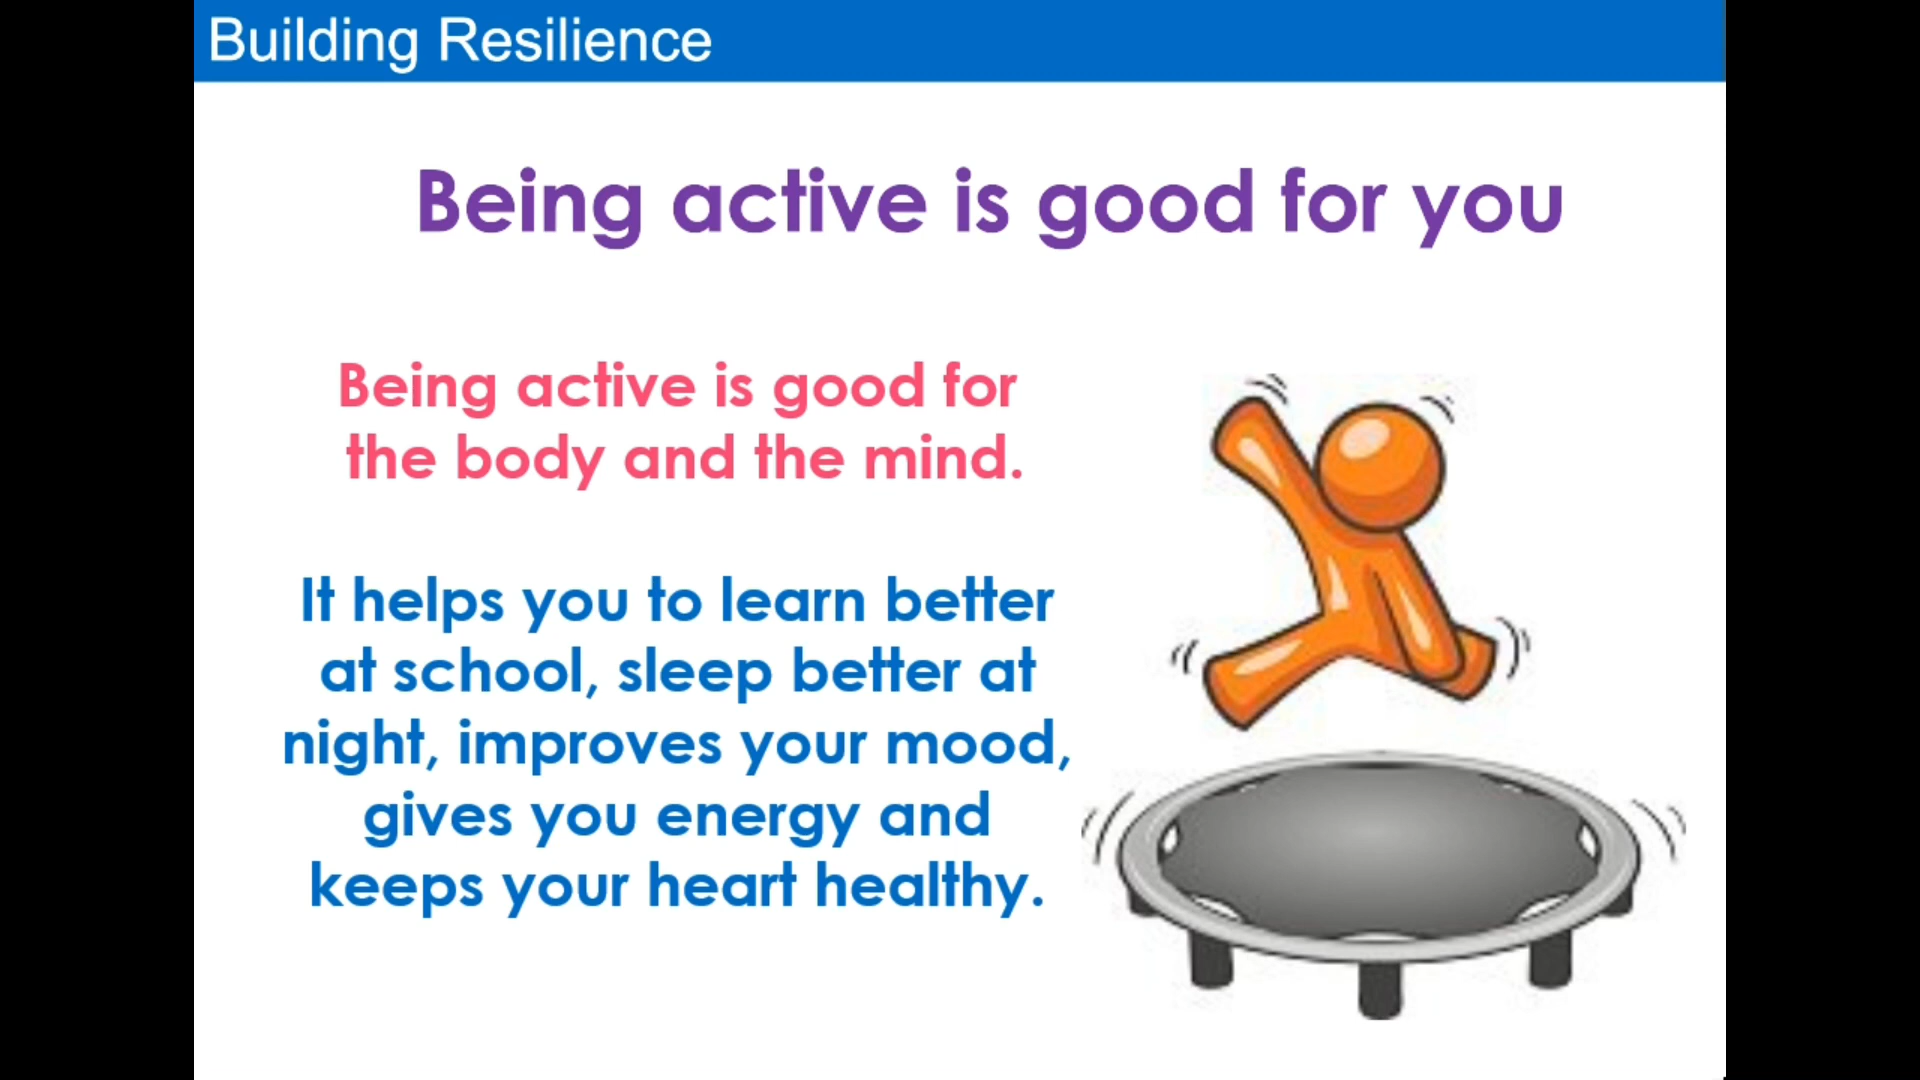 Building Resilience
Being active is good for you
Being active is good for
the body and the mind.
It helps you to learn better
at school, sleep better at
night, improves your mood,
gives you energy and
keeps your heart healthy.